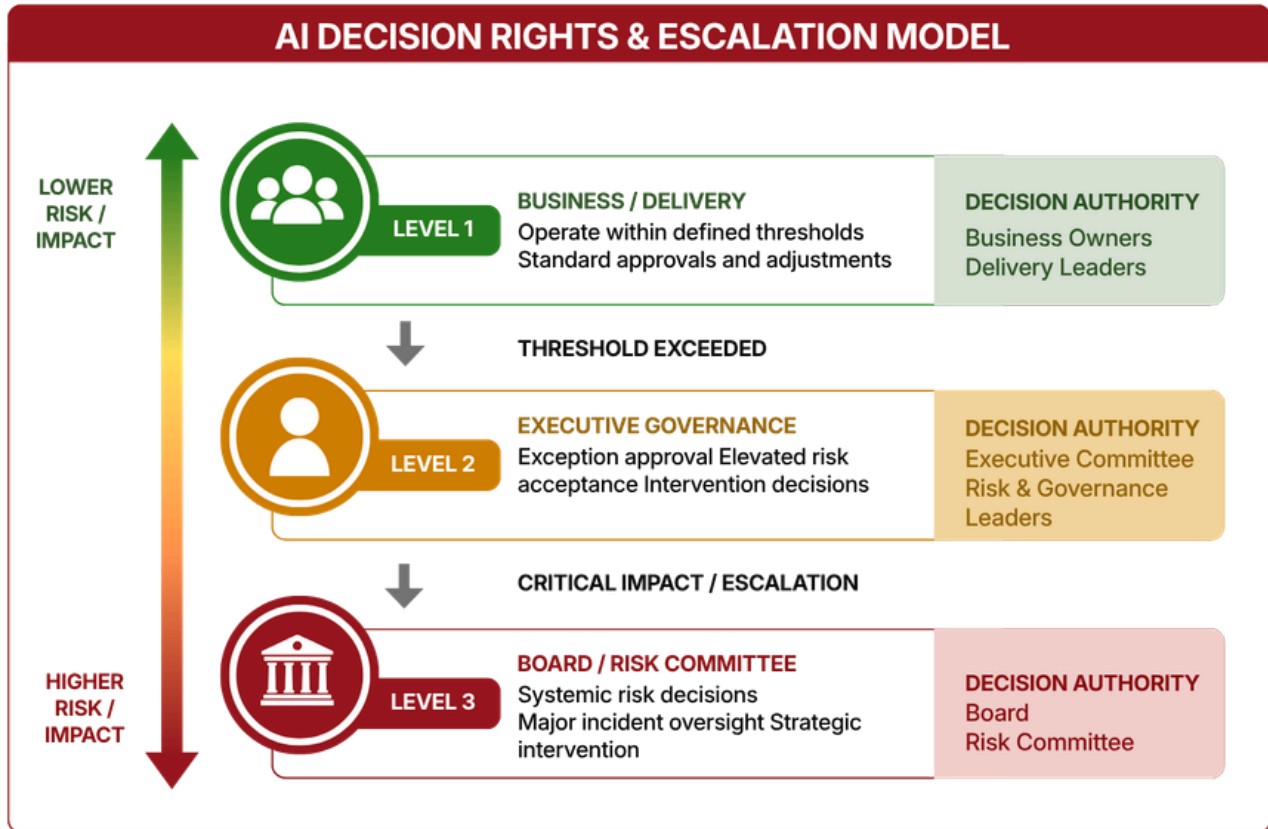 AI DECISION RIGHTS & ESCALATION MODEL
LOWER
RISK /
IMPACT
LEVEL 1
BUSINESS / DELIVERY
Operate within defined thresholds
Standard approvals and adjustments
DECISION AUTHORITY
Business Owners
Delivery Leaders
THRESHOLD EXCEEDED
LEVEL 2
EXECUTIVE GOVERNANCE
Exception approval Elevated risk
acceptance Intervention decisions
DECISION AUTHORITY
Executive Committee
Risk & Governance
Leaders
CRITICAL IMPACT / ESCALATION
HIGHER
RISK /
IMPACT
LEVEL 3
BOARD / RISK COMMITTEE
Systemic risk decisions
Major incident oversight Strategic
intervention
DECISION AUTHORITY
Board
Risk Committee